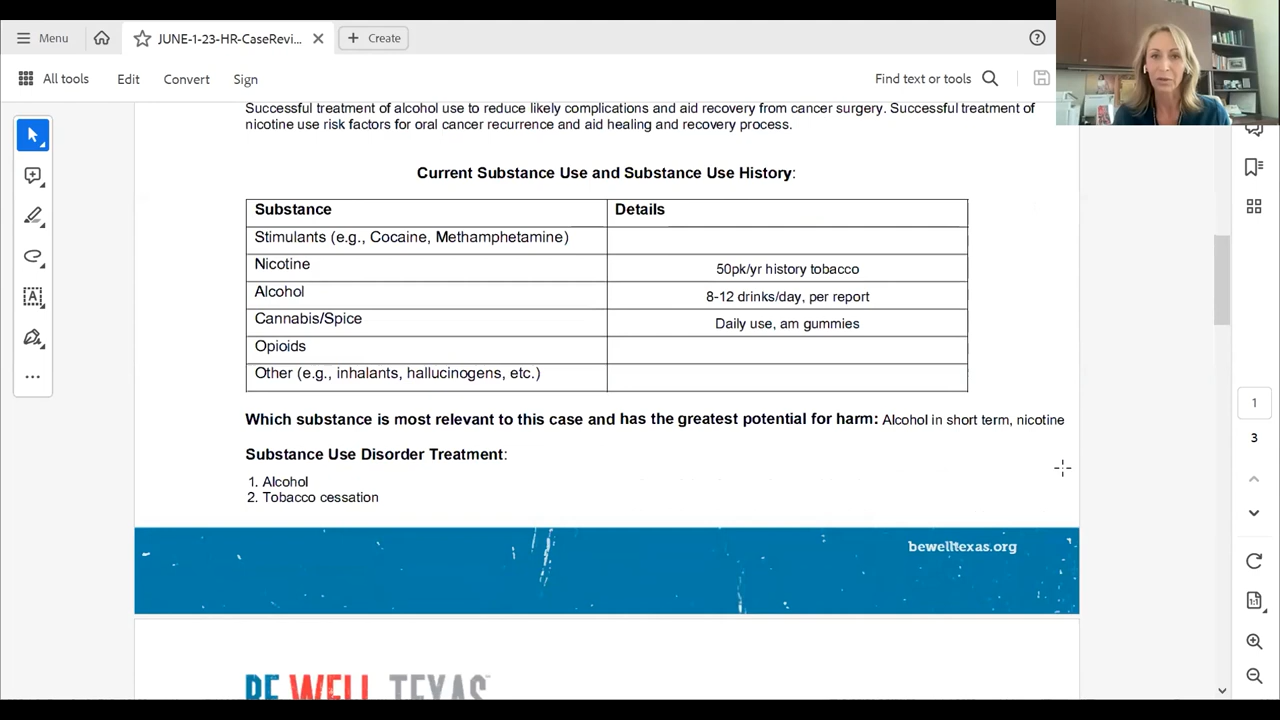 Menu
JUNE-1-23-HR-CaseRevi...
Create
All tools
Edit
Convert
Sign
Find text or tools
Successful treatment of alcohol use to reduce likely complications and aid recovery from cancer surgery. Successful treatment of
nicotine use risk factors for oral cancer recurrence and aid healing and recovery process.
Current Substance Use and Substance Use History:
Substance Details
Stimulants (e.g., Cocaine, Methamphetamine)
Nicotine 50pk/yr history tobacco
Alcohol 8-12 drinks/day, per report
Cannabis/Spice Daily use, am gummies
Opioids
Other (e.g., inhalants, hallucinogens, etc.)
Which substance is most relevant to this case and has the greatest potential for harm: Alcohol in short term, nicotine
Substance Use Disorder Treatment:
1. Alcohol
2. Tobacco cessation
bewelltexas.org
BE WELL TEXAS
1
3
1:1